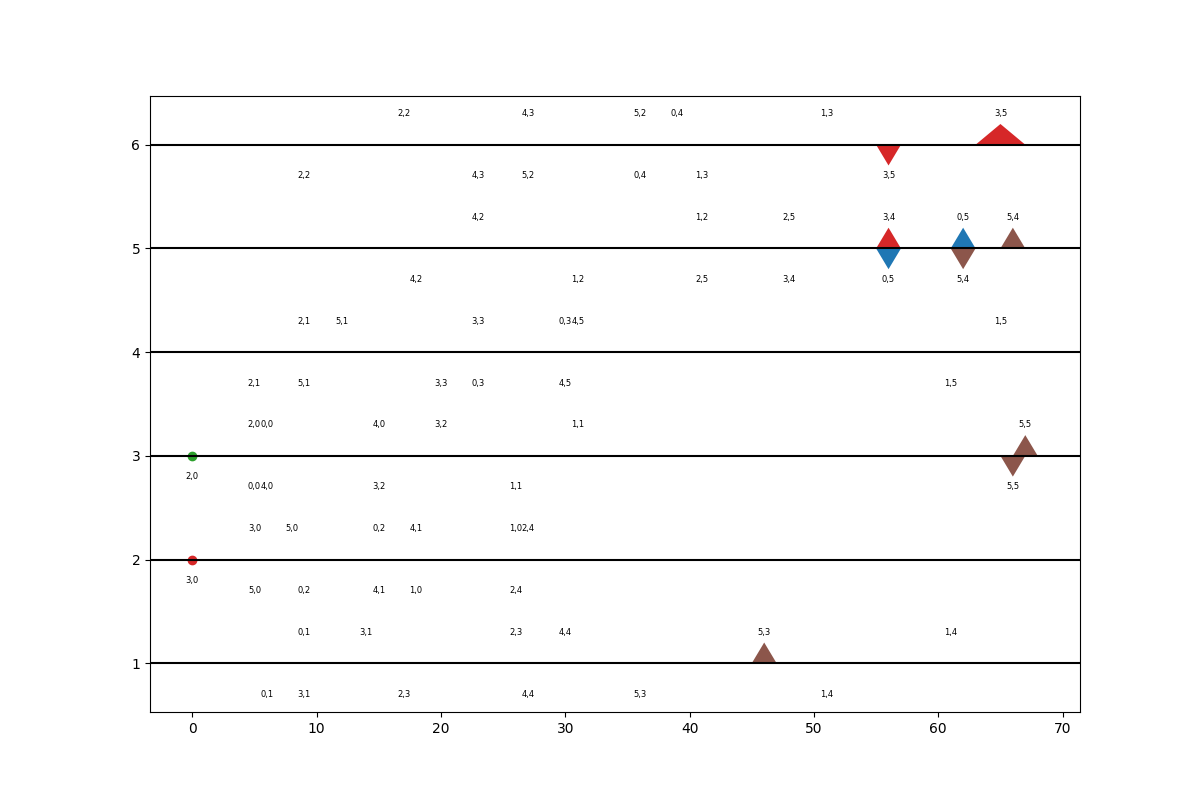 2,2 4,3 5,2 0,4 1,3 3,5
6
2,2 4,3 5,2 0,4 1,3 3,5
4,2 1,2 2,5 3,4 0,5 5,4
5
4,2 1,2 2,5 3,4 0,5 5,4
2,1 5,1 3,3 0,3 4,5 1,5
4
2,1 5,1 3,3 0,3 4,5 1,5
2,0 0,0 4,0 3,2 1,1 5,5
3
2,0
0,0 4,0 3,2 1,1 5,5
3,0 5,0 0,2 4,1 1,0 2,4
2
3,0
5,0 0,2 4,1 1,0 2,4
0,1 3,1 2,3 4,4 5,3 1,4
1
0,1 3,1 2,3 4,4 5,3 1,4
0 10 20 30 40 50 60 70